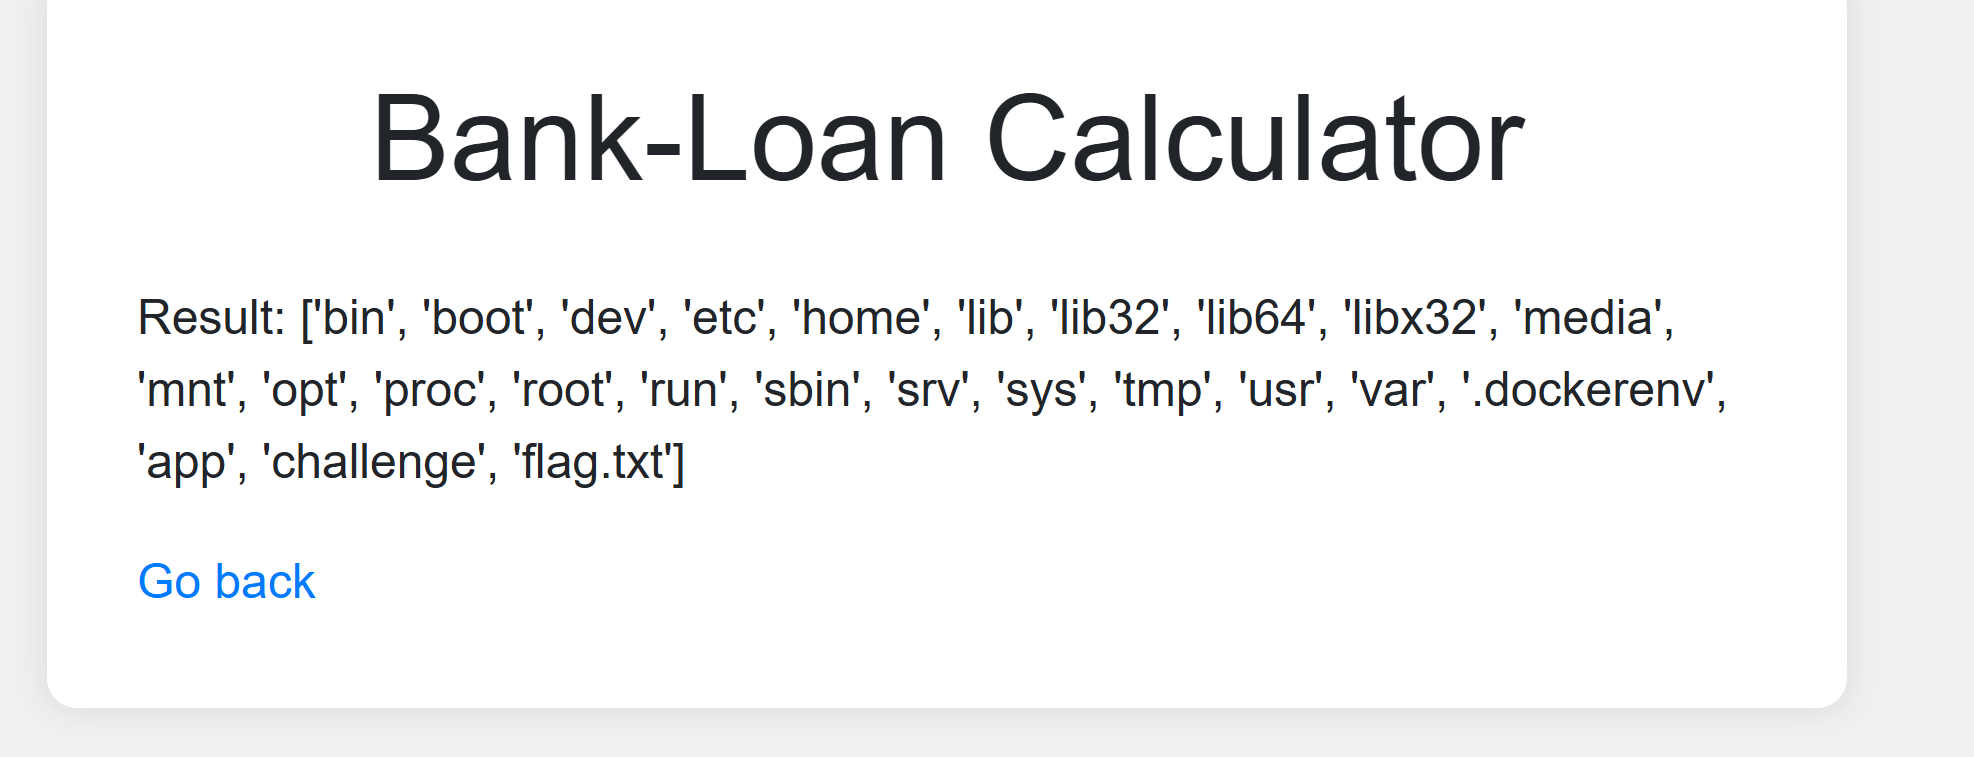 Bank-Loan Calculator
Result: ['bin', 'boot', 'dev', 'etc', 'home', 'lib', 'lib32', 'lib64', 'libx32', 'media',
'mnt', 'opt', 'proc', 'root', 'run', 'sbin', 'srv', 'sys', 'tmp', 'usr', 'var', '.dockerenv',
'app', 'challenge', 'flag.txt']
Go back